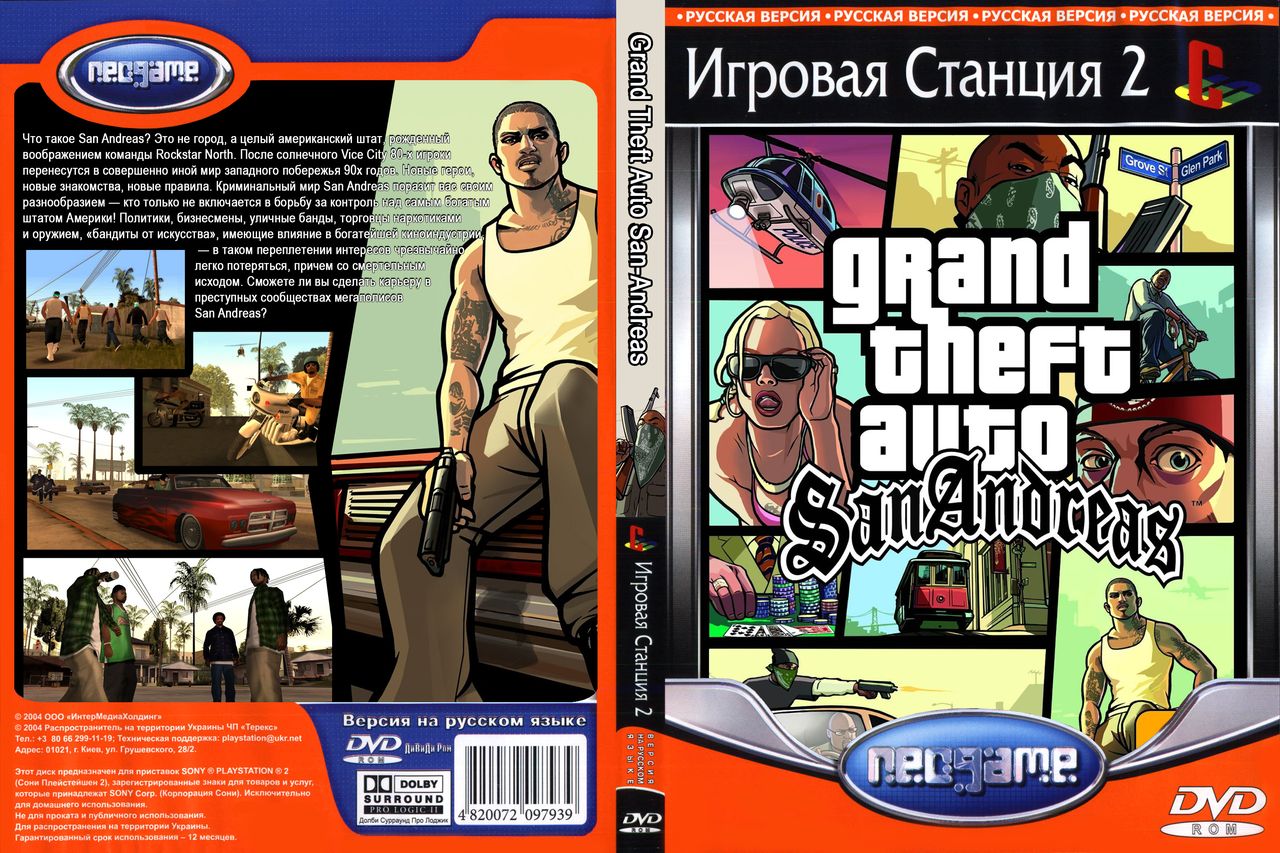 neogame
Что такое San Andreas? Это не город, а целый американский штат, рожденный
воображением команды Rockstar North. После солнечного Vice City 80-х игроки
перенесутся в совершенно иной мир западного побережья 90х годов. Новые герои,
новые знакомства, новые правила. Криминальный мир San Andreas поразит вас своим
разнообразием — кто только не включается в борьбу за контроль над самым богатым
штатом Америки! Политики, бизнесмены, уличные банды, торговцы наркотиками
и оружием, «бандиты от искусства», имеющие влияние в богатейшей киноиндустрии,
— в таком переплетении интересов чрезвычайно
легко потеряться, причем со смертельным
исходом. Сможете ли вы сделать карьеру в
преступных сообществах мегаполисов
San Andreas?
© 2004 ООО «ИнтерМедиаХолдинг»
© 2004 Распространитель на территории Украины ЧП «Терекс»
Тел.: +3 80 66 299-11-19; Техническая поддержка: playstation@ukr.net
Адрес: 01021, г. Киев, ул. Грушевского, 28/2.
Этот диск предназначен для приставок SONY ® PLAYSTATION ® 2
(Сони Плейстейшен 2), зарегистрированные знаки для товаров и услуг,
которые принадлежат SONY Corp. (Корпорация Сони). Исключительно
для домашнего использования.
Не для проката и публичного использования.
Для распространения на территории Украины.
Гарантированный срок использования – 12 месяцев.
Версия на русском языке
DVD
ROM
ДиВиДи Ром
DOLBY
SURROUND
PRO LOGIC II
Долби Сурраунд Про Лоджик
4 820072 097939
Grand Theft Auto San-Andreas
Игровая Станция 2
ВЕРСИЯ
НА РУССКОМ
ЯЗЫКЕ
DVD
ROM
• РУССКАЯ ВЕРСИЯ • РУССКАЯ ВЕРСИЯ • РУССКАЯ ВЕРСИЯ • РУССКАЯ ВЕРСИЯ •
Игровая Станция 2
POLICE
Grove St
Glen Park
grand
theft
auto
San Andreas
™
neogame
DVD
ROM